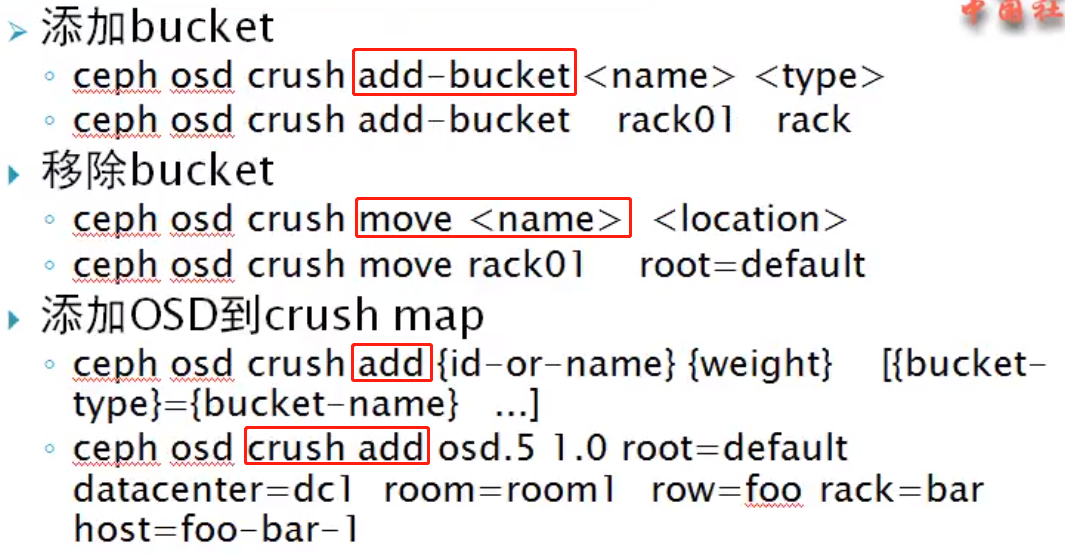 中国社
添加bucket
ceph osd crush add-bucket <name> <type>
ceph osd crush add-bucket rack01 rack
移除bucket
ceph osd crush move <name> <location>
ceph osd crush move rack01 root=default
添加OSD到crush map
ceph osd crush add {id-or-name} {weight} [{bucket-
type}={bucket-name} ...]
ceph osd crush add osd.5 1.0 root=default
datacenter=dc1 room=room1 row=foo rack=bar
host=foo-bar-1